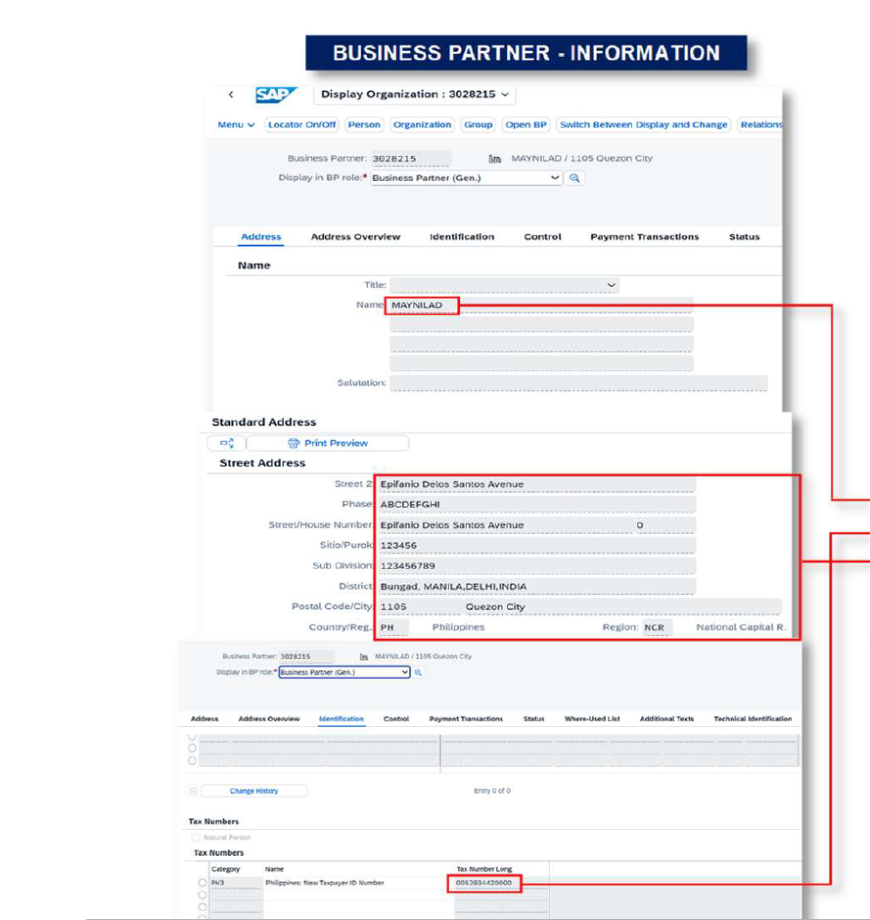 BUSINESS PARTNER - INFORMATION
SAP Display Organization : 3028215
Menu Locator On/Off Person Organization Group Open BP Switch Between Display and Change Relations
Business Partner: 3028215 MAYNILAD / 1105 Quezon City
Display in BP role:* Business Partner (Gen.)
Address Address Overview Identification Control Payment Transactions Status
Name
Title:
Name MAYNILAD
Salutation:
Standard Address
Print Preview
Street Address
Street 2 Epifanio Delos Santos Avenue
Phase ABCDEFGHI
Street/House Number Epifanio Delos Santos Avenue 0
Sitio/Purok 123456
Sub Division 123456789
District Bungad, MANILA,DELHI,INDIA
Postal Code/City 1105 Quezon City
Country/Reg. PH Philippines Region: NCR National Capital R.
Business Partner: 3028215 MAYNILAD / 1105 Quezon City
Display in BP role:* Business Partner (Gen.)
Address Address Overview Identification Control Payment Transactions Status Where-Used List Additional Texts Technical Identification
Change History Entry 0 of 0
Tax Numbers
Natural Person
Tax Numbers
Category Name Tax Number Long
PH3 Philippines: New Taxpayer ID Number